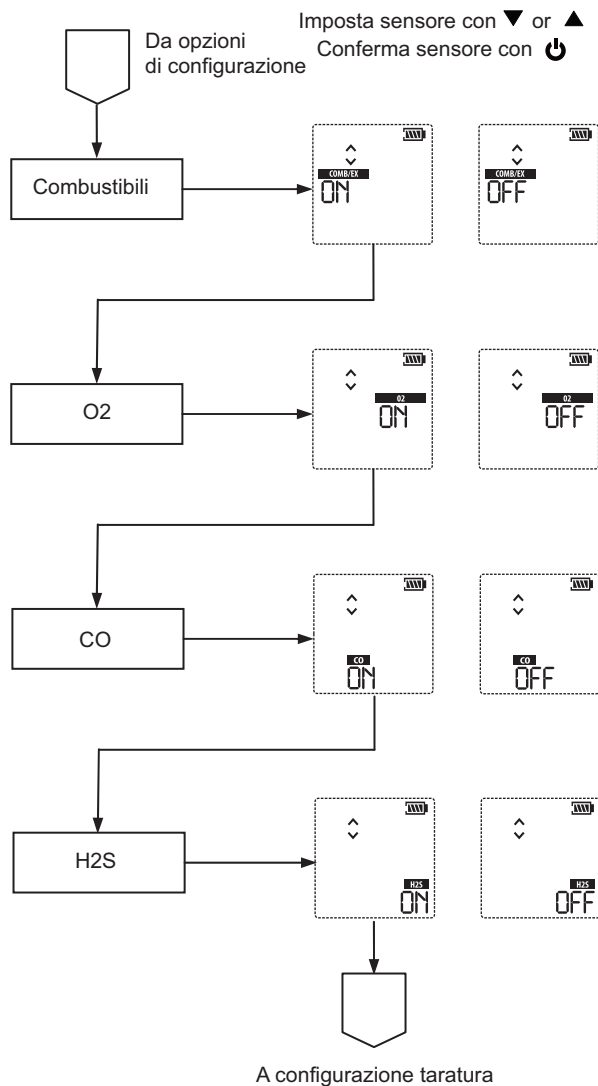 Imposta sensore con ▼ or ▲
Conferma sensore con
Da opzioni
di configurazione
Combustibili
COMB/EX
ON
COMB/EX
OFF
O2
O2
ON
O2
OFF
CO
CO
ON
CO
OFF
H2S
H2S
ON
H2S
OFF
A configurazione taratura